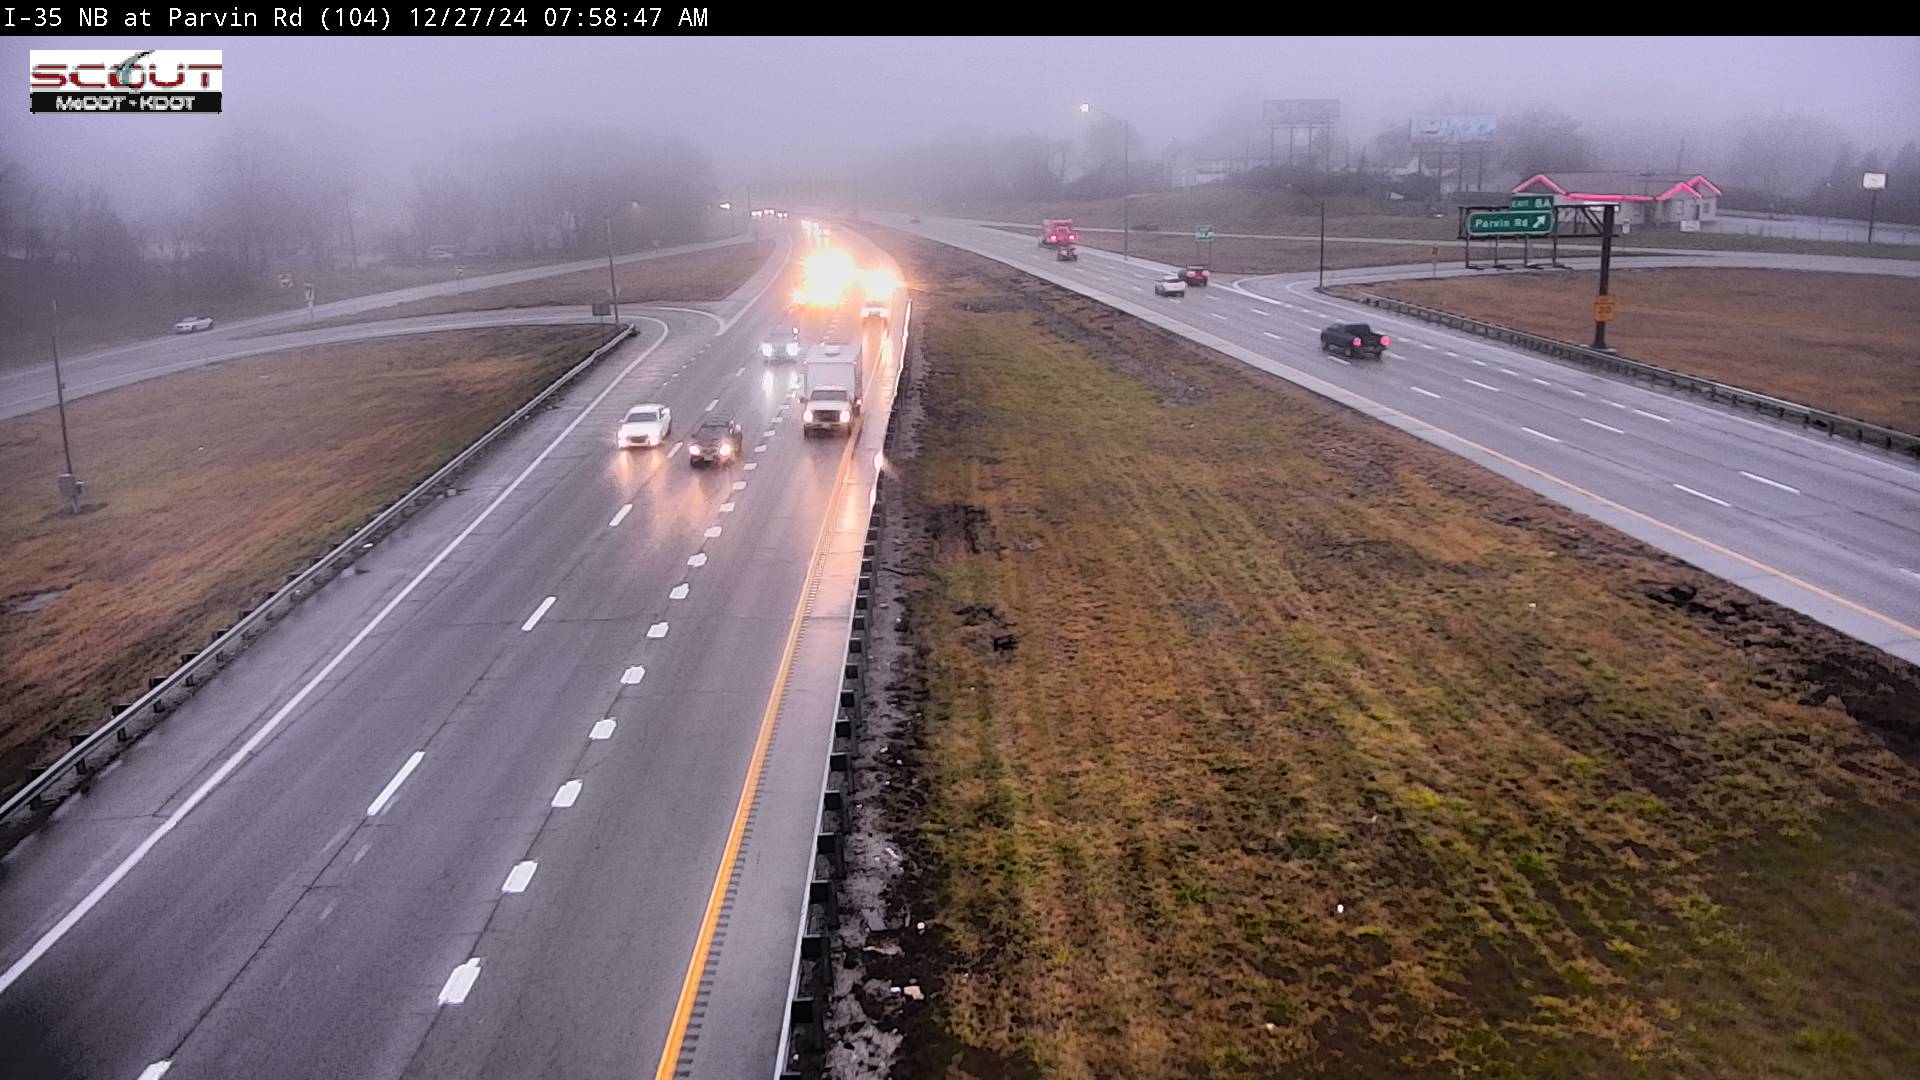 I-35 NB at Parvin Rd (104) 12/27/24 07:58:47 AM
SCOUT
MoDOT - KDOT
EXIT 8A
Parvin Rd